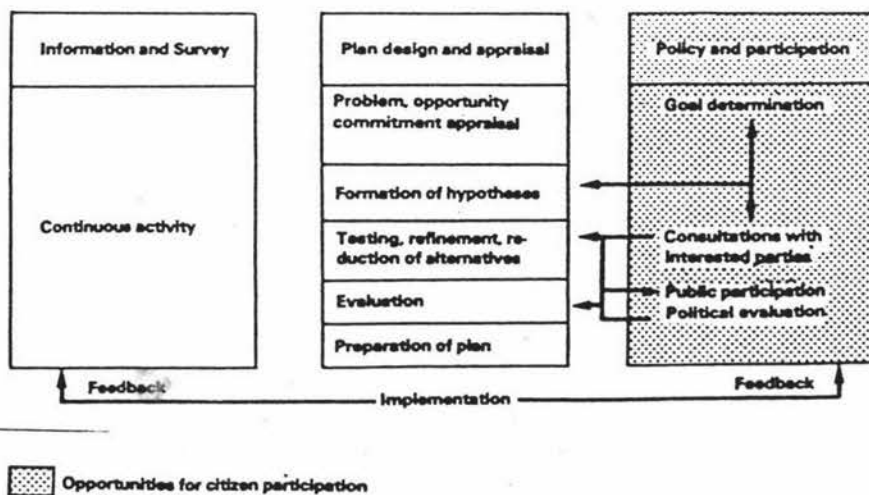 Information and Survey
Continuous activity
Plan design and appraisal
Problem, opportunity
commitment appraisal
Formation of hypotheses
Testing, refinement, re-
duction of alternatives
Evaluation
Preparation of plan
Policy and participation
Goal determination
Consultations with
interested parties
Public participation
Political evaluation
Feedback
Implementation
Feedback
Opportunities for citizen participation